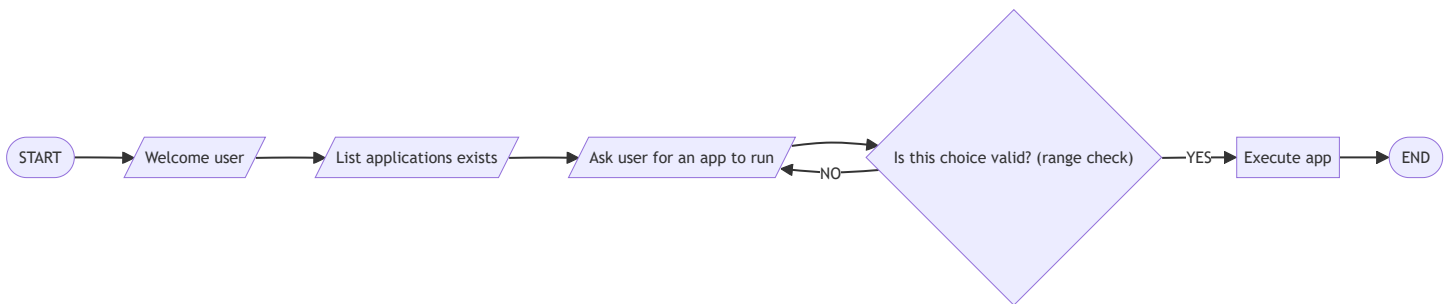 START
Welcome user
List applications exists
Ask user for an app to run
NO
Is this choice valid? (range check)
YES
Execute app
END